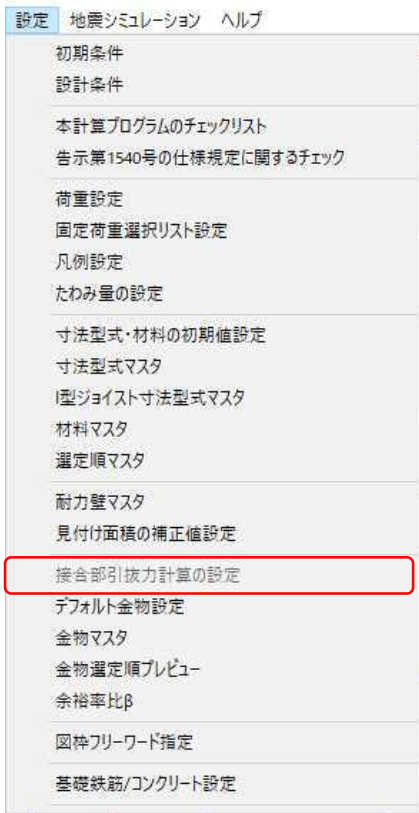 設定 地震シミュレーション ヘルプ
初期条件
設計条件
本計算プログラムのチェックリスト
告示第1540号の仕様規定に関するチェック
荷重設定
固定荷重選択リスト設定
凡例設定
たわみ量の設定
寸法型式・材料の初期値設定
寸法型式マスタ
I型ジョイスト寸法型式マスタ
材料マスタ
選定順マスタ
耐力壁マスタ
見付け面積の補正値設定
接合部引抜力計算の設定
デフォルト金物設定
金物マスタ
金物選定順プレビュー
余裕率比β
図枠フリーワード指定
基礎鉄筋/コンクリート設定